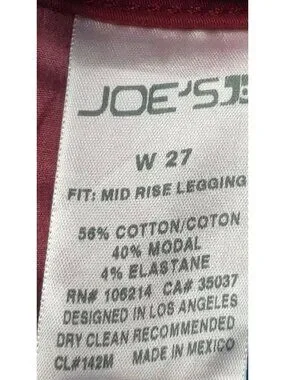 JOE'S
W 27
FIT: MID RISE LEGGING
56% COTTON/COTON
40% MODAL
4% ELASTANE
RN# 106214 CA# 35037
DESIGNED IN LOS ANGELES
DRY CLEAN RECOMMENDED
CL#142M MADE IN MEXICO